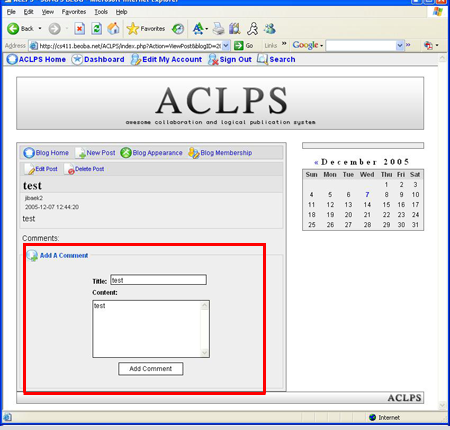 File Edit View Favorites Tools Help
Back Search Favorites
Address http://cs411.beoba.net/ACLPS/index.php?Action=ViewPost&blogID=2 Go Links Google
ACLPS Home Dashboard Edit My Account Sign Out Search
ACLPS
awesome collaboration and logical publication system
Blog Home New Post Blog Appearance Blog Membership
Edit Post Delete Post
test
jibaek2
2005-12-07 12:44:20
test
Comments:
Add A Comment
Title: test
Content:
test
Add Comment
« December 2005
Sun Mon Tue Wed Thu Fri Sat
1 2 3
4 5 6 7 8 9 10
11 12 13 14 15 16 17
18 19 20 21 22 23 24
25 26 27 28 29 30 31
ACLPS
Internet